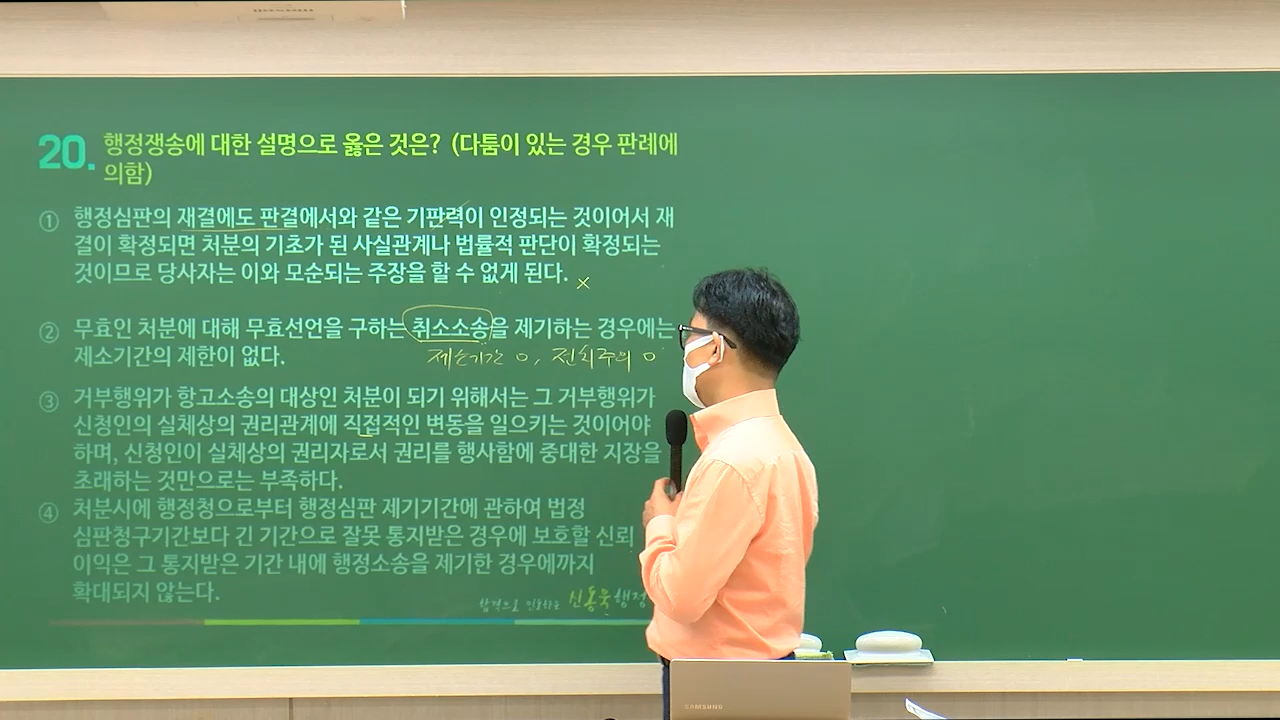 20. 행정쟁송에 대한 설명으로 옳은 것은? (다툼이 있는 경우 판례에
의함)
① 행정심판의 재결에도 판결에서와 같은 기판력이 인정되는 것이어서 재
결이 확정되면 처분의 기초가 된 사실관계나 법률적 판단이 확정되는
것이므로 당사자는 이와 모순되는 주장을 할 수 없게 된다. ×
② 무효인 처분에 대해 무효선언을 구하는 취소소송을 제기하는 경우에는
제소기간의 제한이 없다.
제소기간 ○, 전치주의 ○
③ 거부행위가 항고소송의 대상인 처분이 되기 위해서는 그 거부행위가
신청인의 실체상의 권리관계에 직접적인 변동을 일으키는 것이어야
하며, 신청인이 실체상의 권리자로서 권리를 행사함에 중대한 지장을
초래하는 것만으로는 부족하다.
④ 처분시에 행정청으로부터 행정심판 제기기간에 관하여 법정
심판청구기간보다 긴 기간으로 잘못 통지받은 경우에 보호할 신뢰
이익은 그 통지받은 기간 내에 행정소송을 제기한 경우에까지
확대되지 않는다.
합격으로 인도하는 신동욱행정
SAMSUNG